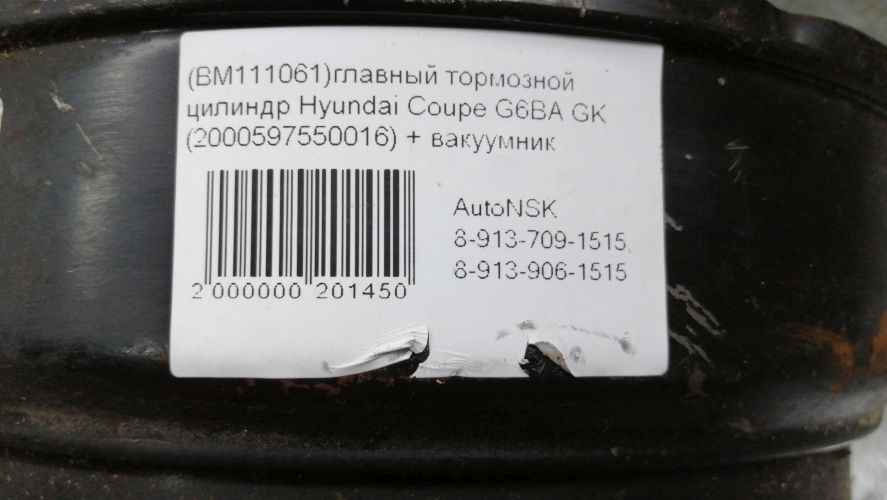 (BM111061)главный тормозной
цилиндр Hyundai Coupe G6BA GK
(2000597550016) + вакуумник
AutoNSK
8-913-709-1515,
8-913-906-1515
2 000000 201450